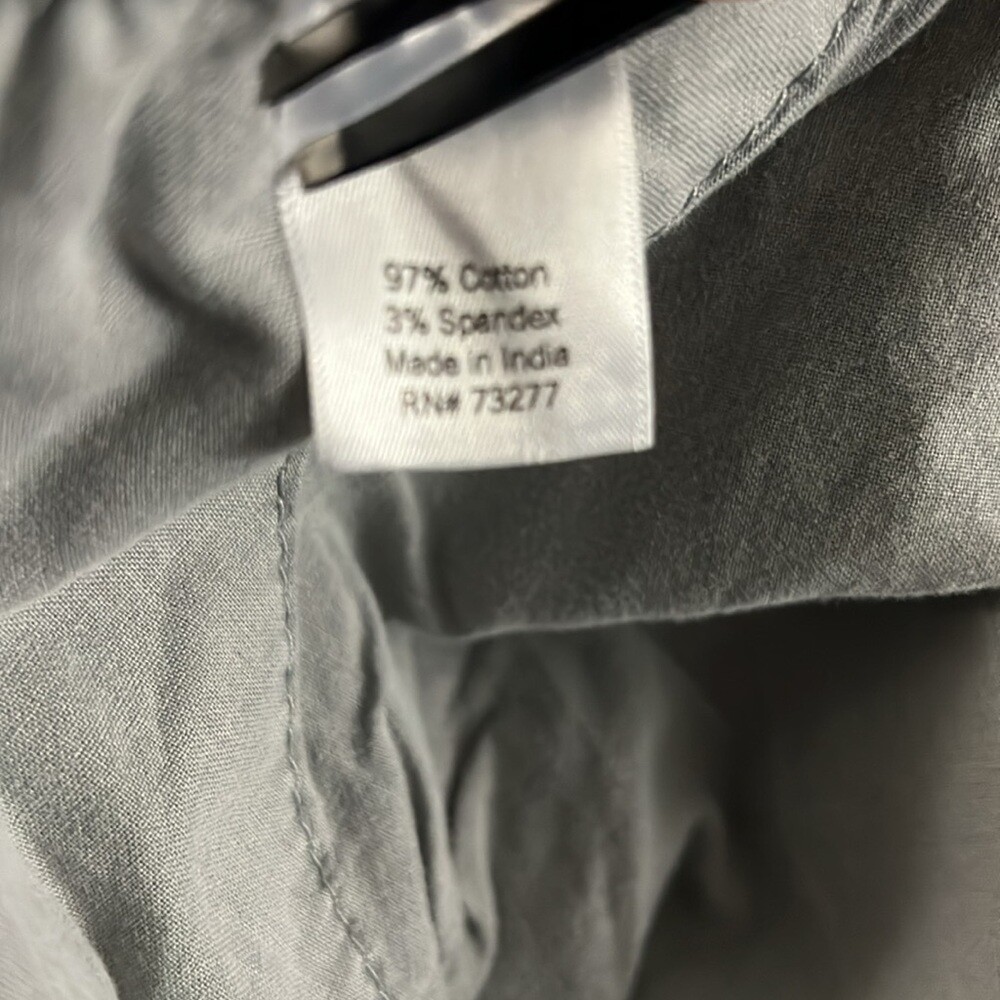 97% Cotton
3% Spandex
Made in India
RN# 73277